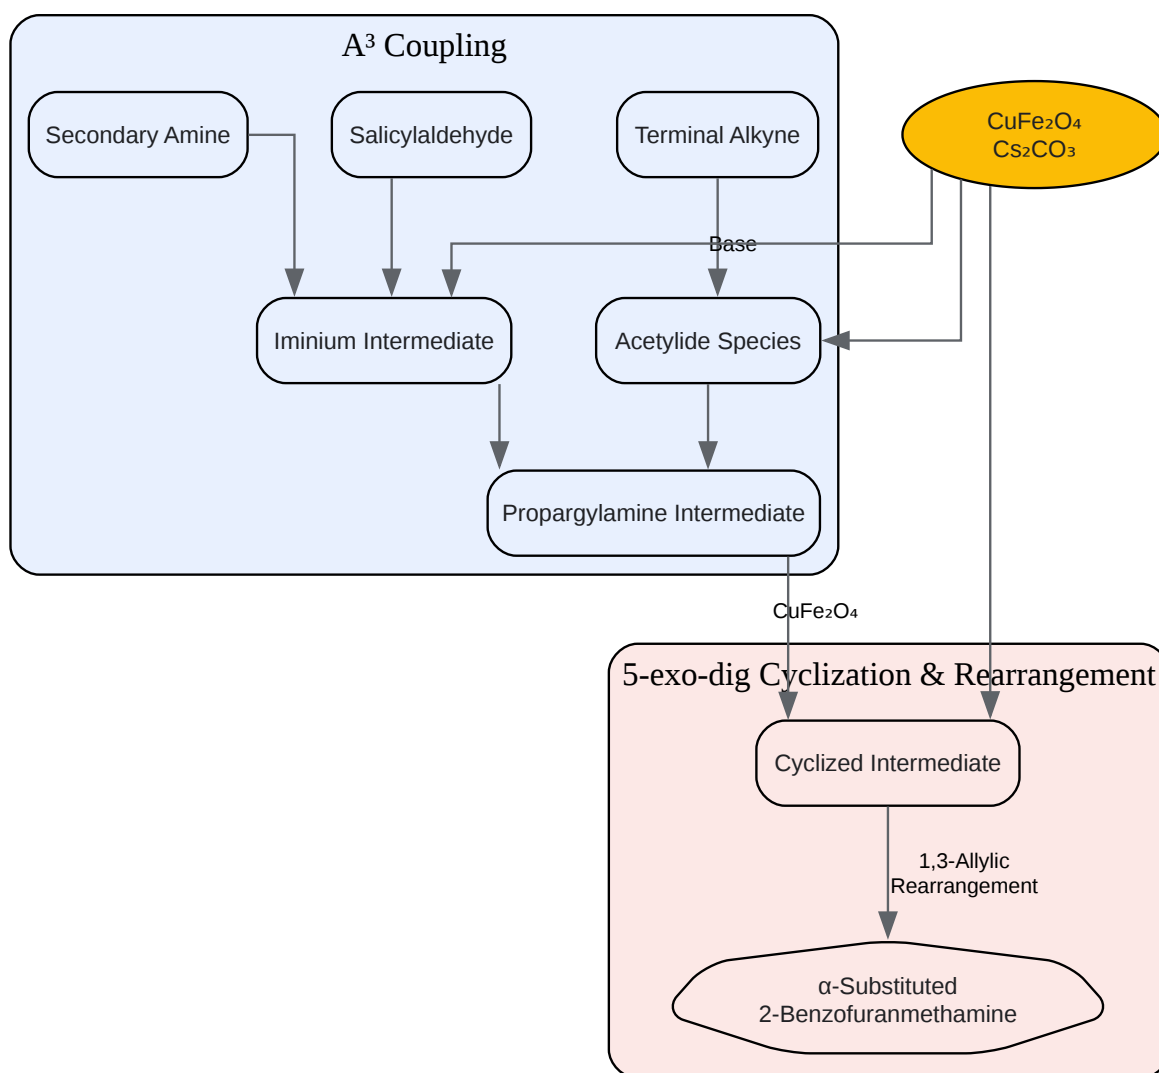 A³ Coupling
Secondary Amine
Salicylaldehyde
Terminal Alkyne
CuFe₂O₄
Cs₂CO₃
Base
Iminium Intermediate
Acetylide Species
Propargylamine Intermediate
CuFe₂O₄
5-exo-dig Cyclization & Rearrangement
Cyclized Intermediate
1,3-Allylic
Rearrangement
α-Substituted
2-Benzofuranmethamine